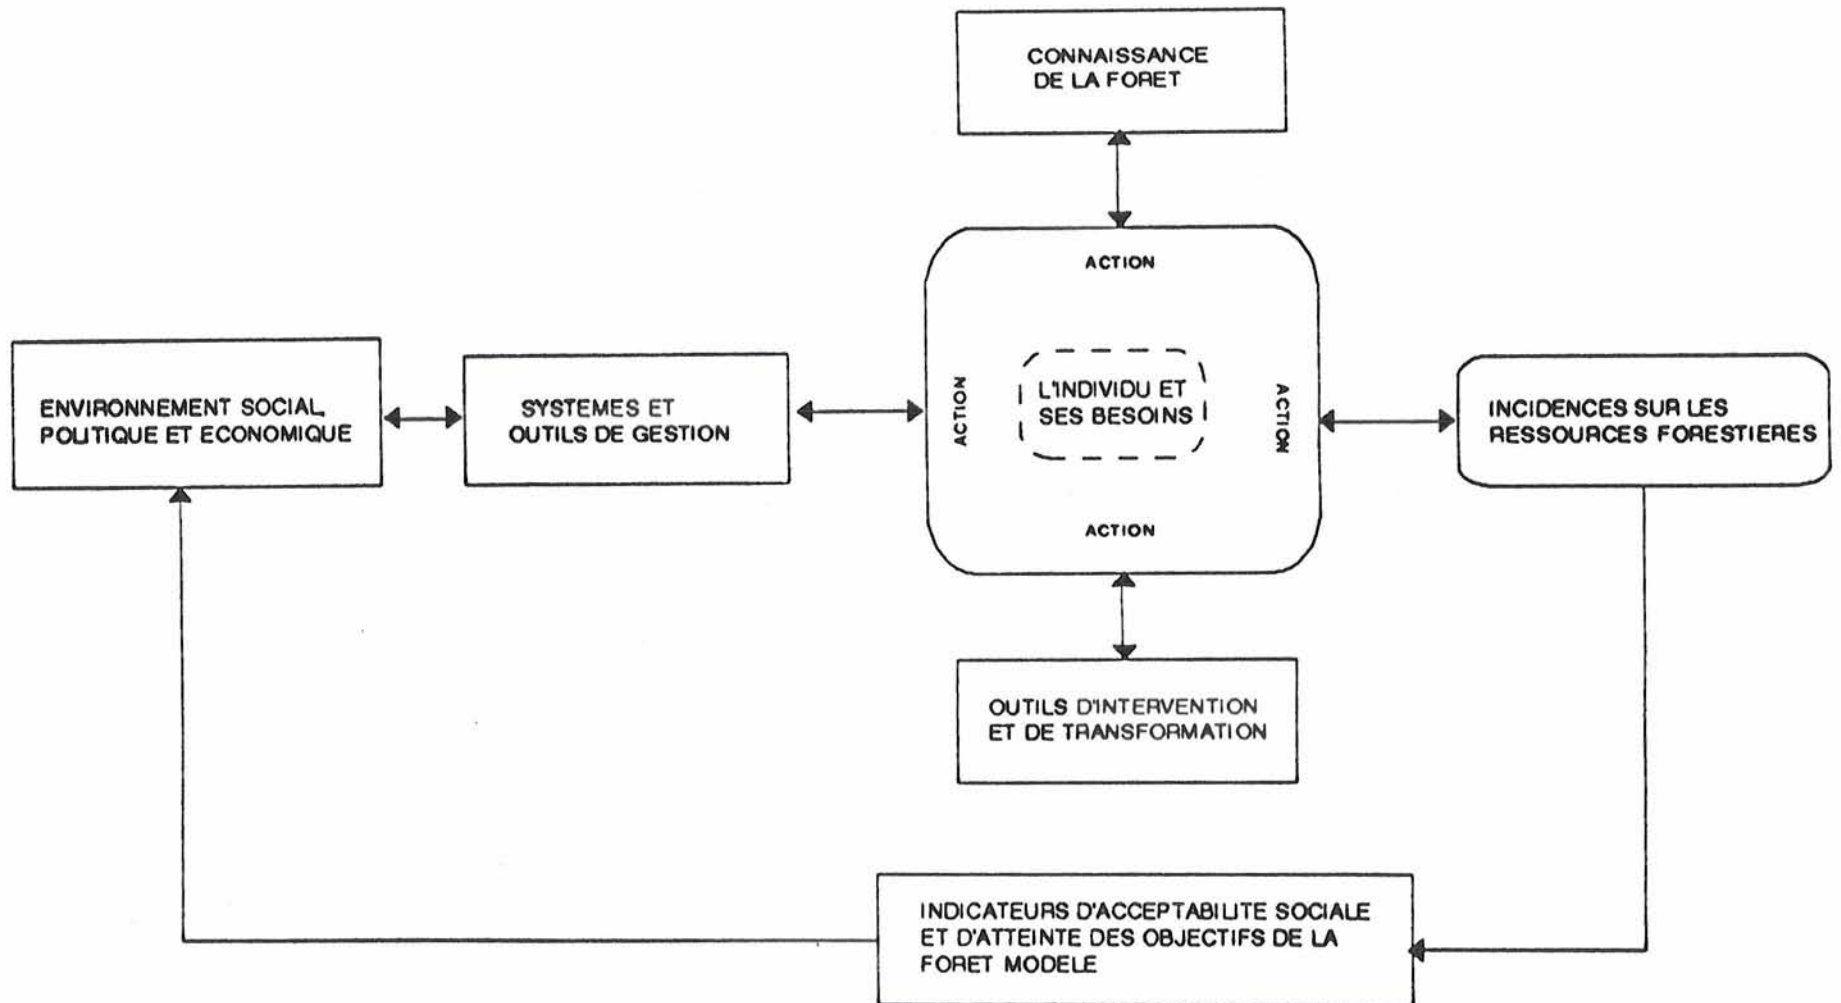 CONNAISSANCE
DE LA FORET
ACTION
ENVIRONNEMENT SOCIAL,
POLITIQUE ET ECONOMIQUE
SYSTEMES ET
OUTILS DE GESTION
ACTION
L'INDIVIDU ET
SES BESOINS
ACTION
INCIDENCES SUR LES
RESSOURCES FORESTIERES
ACTION
OUTILS D'INTERVENTION
ET DE TRANSFORMATION
INDICATEURS D'ACCEPTABILITE SOCIALE
ET D'ATTEINTE DES OBJECTIFS DE LA
FORET MODELE